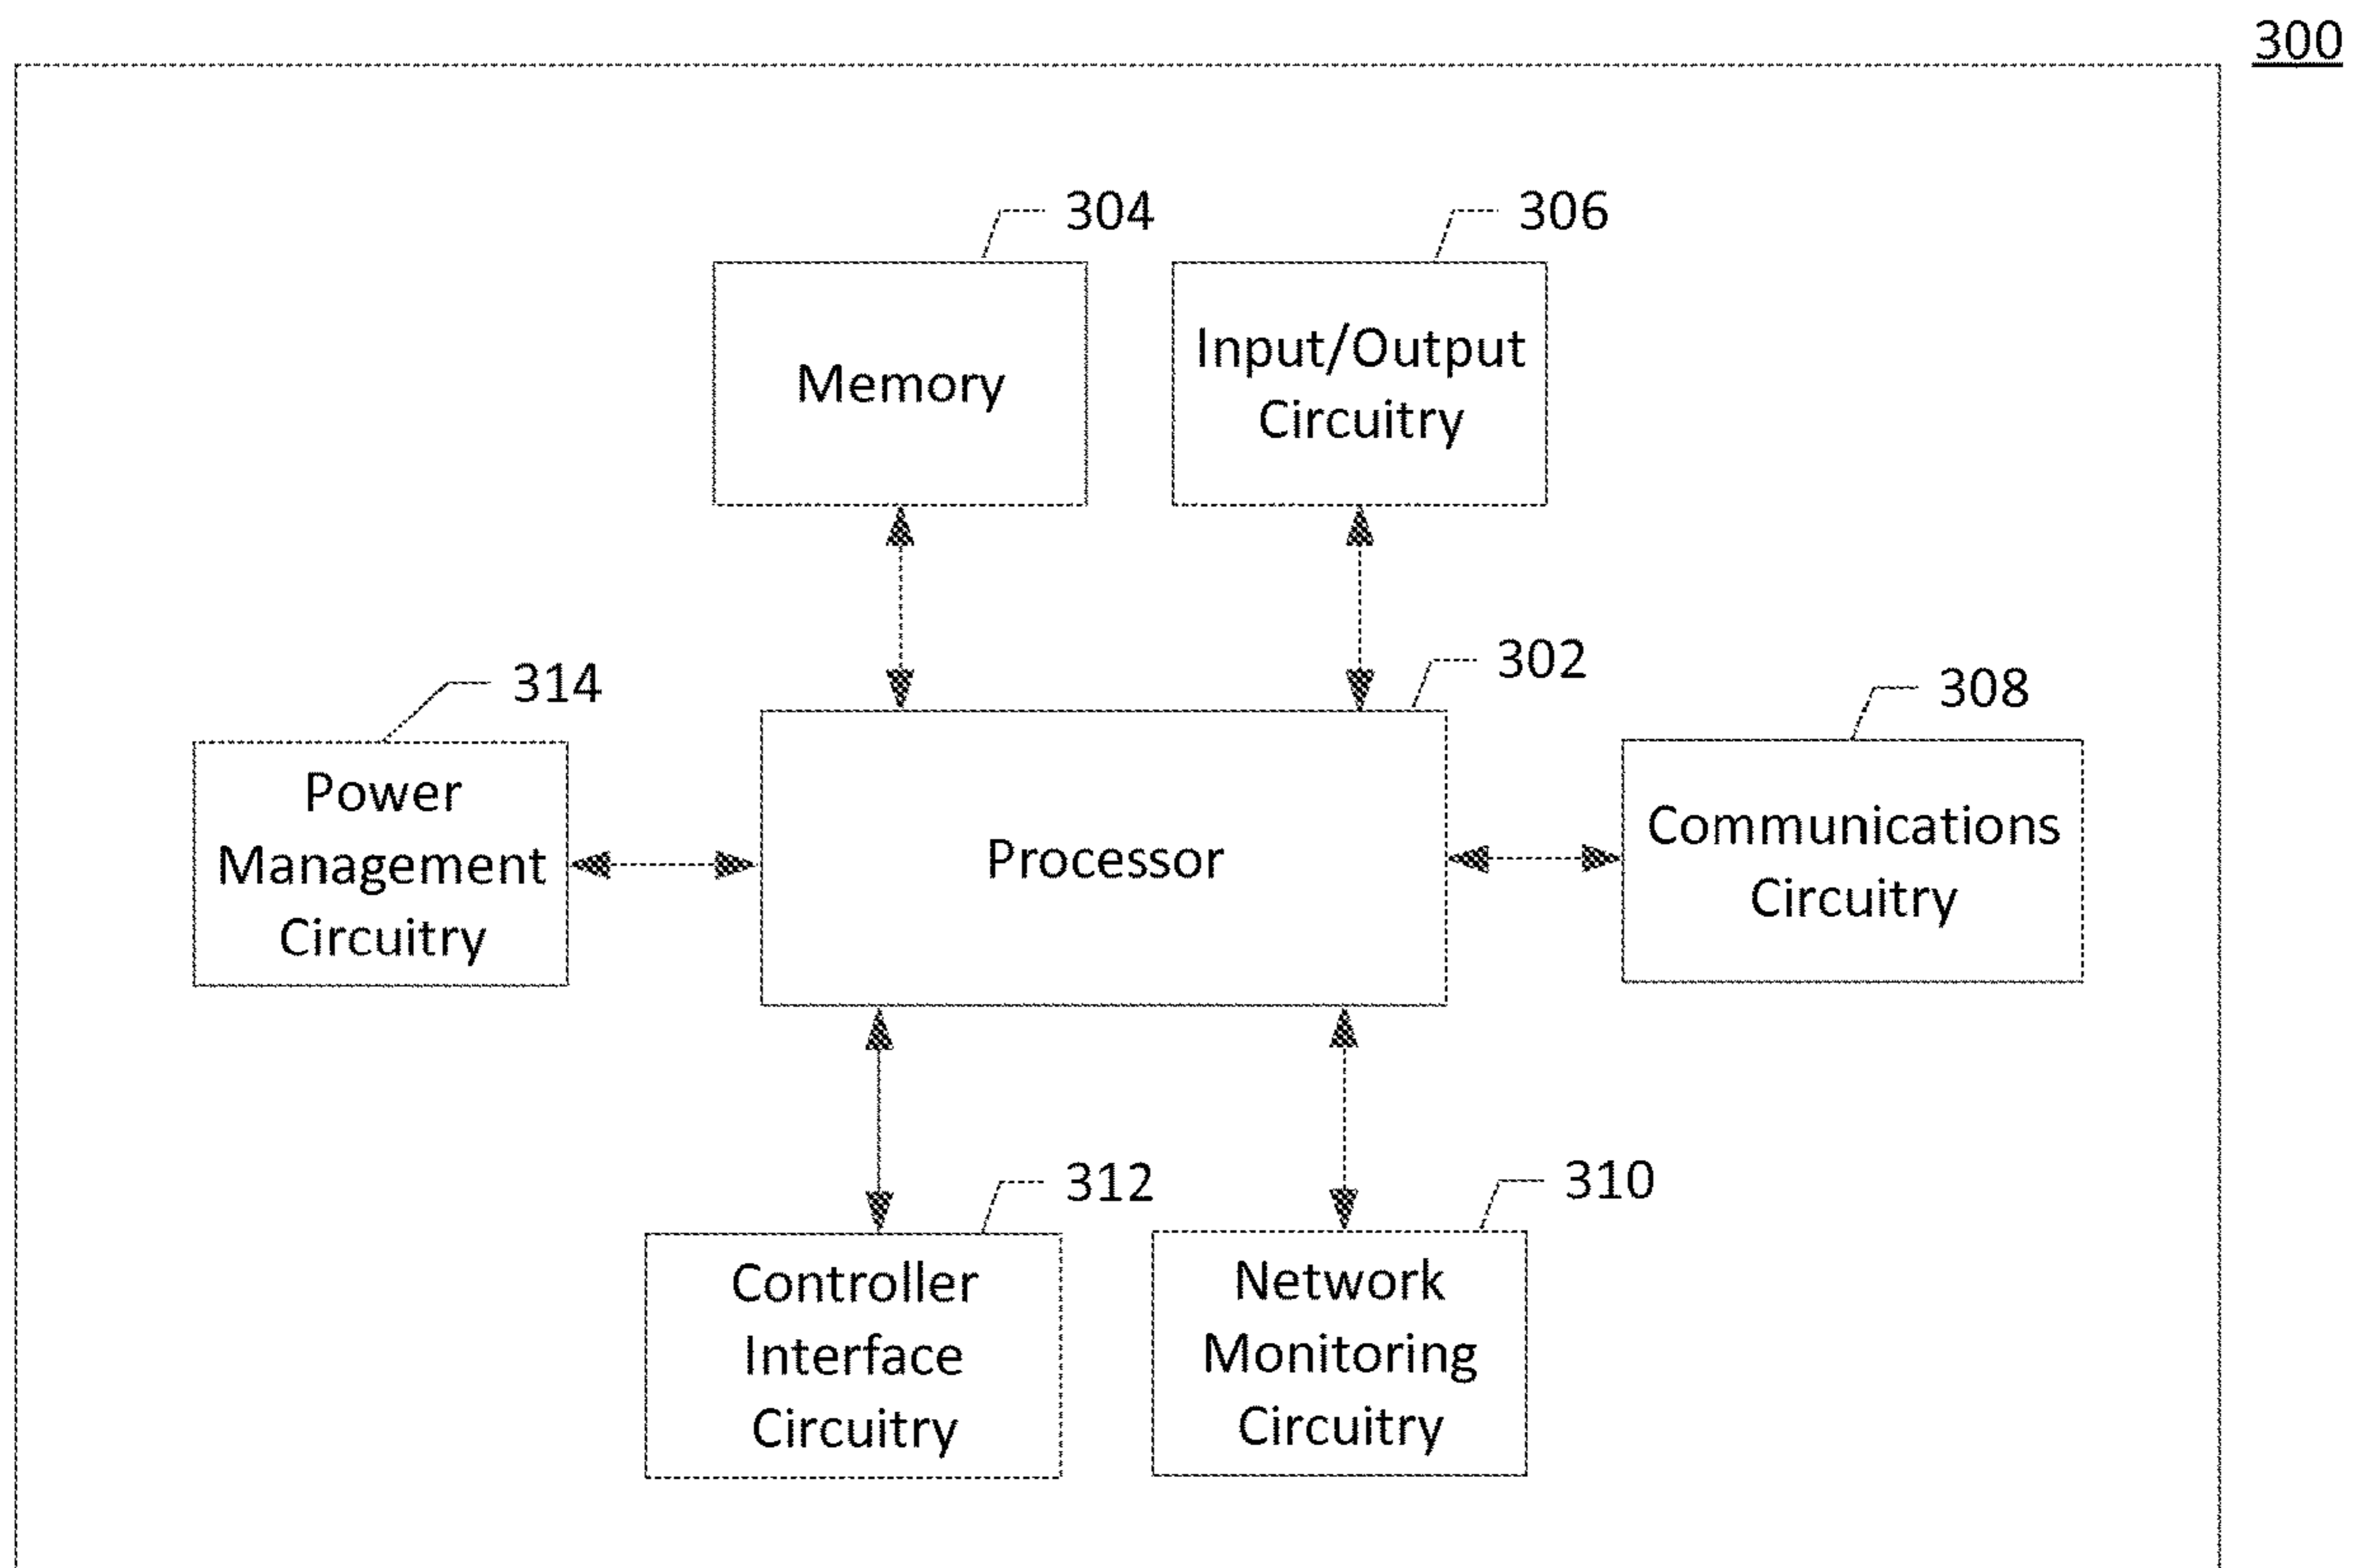 300
304
306
Memory
Input/Output
Circuitry
302
314
308
Power
Management
Circuitry
Processor
Communications
Circuitry
312
310
Controller
Interface
Circuitry
Network
Monitoring
Circuitry